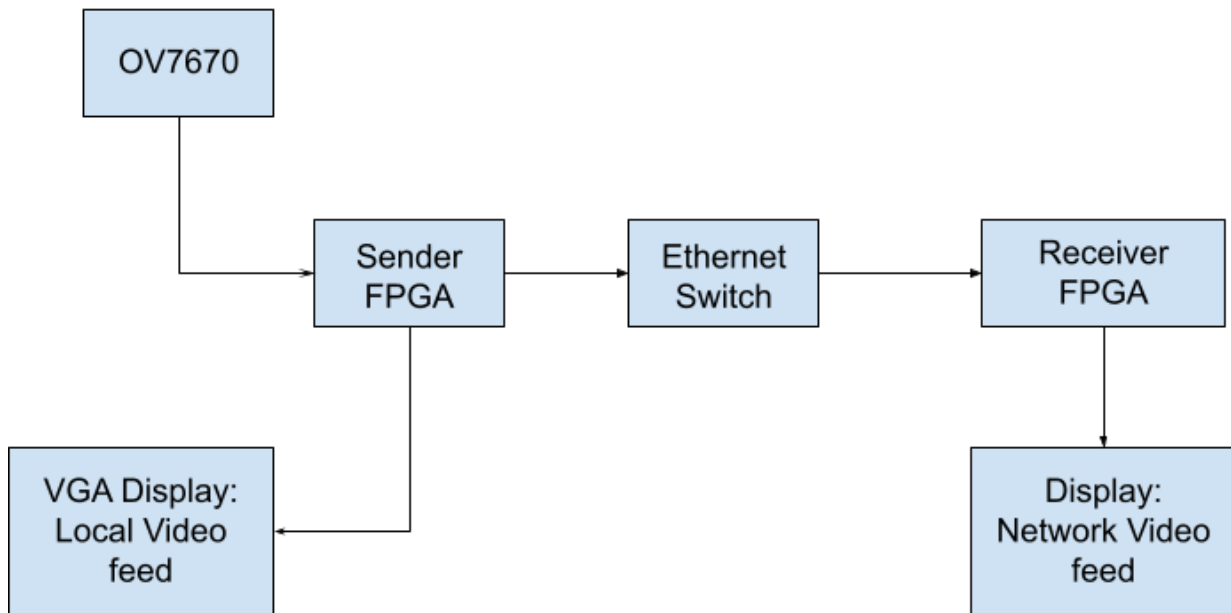 OV7670
Sender
FPGA
Ethernet
Switch
Receiver
FPGA
VGA Display:
Local Video
feed
Display:
Network Video
feed